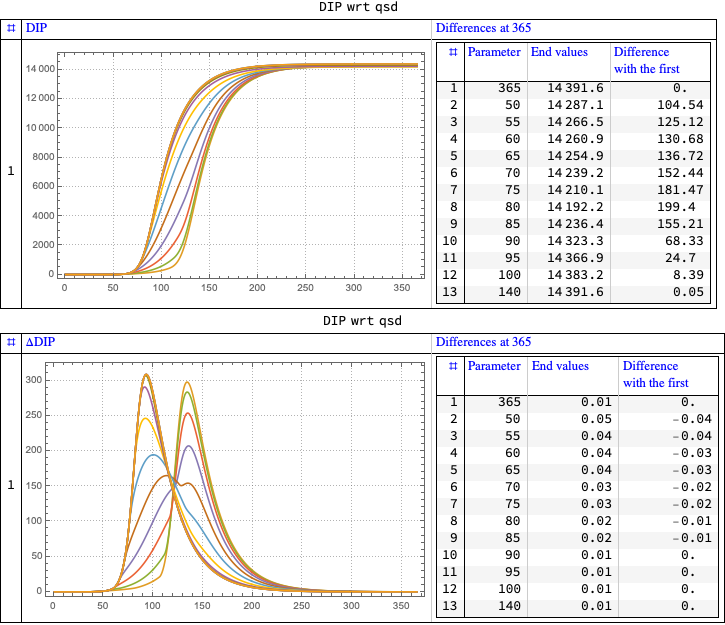 DIP wrt qsd
# DIP Differences at 365
1
14 000
12 000
10 000
8000
6000
4000
2000
0
0 50 100 150 200 250 300 350
# Parameter End values Difference
with the first
1 365 14 391.6 0.
2 50 14 287.1 104.54
3 55 14 266.5 125.12
4 60 14 260.9 130.68
5 65 14 254.9 136.72
6 70 14 239.2 152.44
7 75 14 210.1 181.47
8 80 14 192.2 199.4
9 85 14 236.4 155.21
10 90 14 323.3 68.33
11 95 14 366.9 24.7
12 100 14 383.2 8.39
13 140 14 391.6 0.05
DIP wrt qsd
# ΔDIP Differences at 365
1
300
250
200
150
100
50
0
0 50 100 150 200 250 300 350
# Parameter End values Difference
with the first
1 365 0.01 0.
2 50 0.05 -0.04
3 55 0.04 -0.04
4 60 0.04 -0.03
5 65 0.04 -0.03
6 70 0.03 -0.02
7 75 0.03 -0.02
8 80 0.02 -0.01
9 85 0.02 -0.01
10 90 0.01 0.
11 95 0.01 0.
12 100 0.01 0.
13 140 0.01 0.